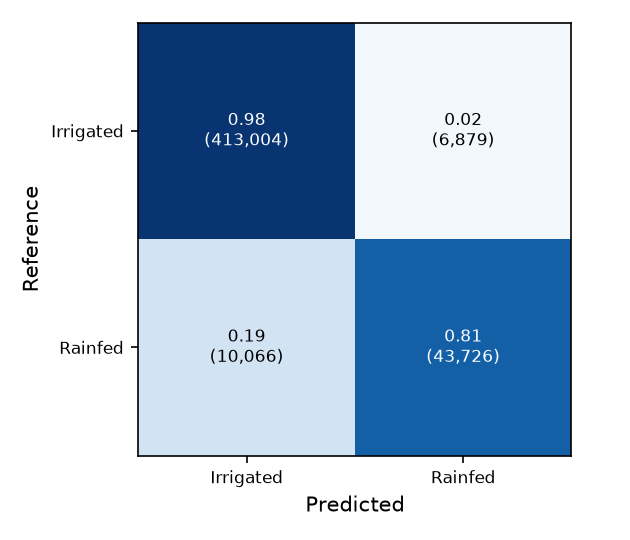 Reference
Irrigated
0.98
(413,004)
0.02
(6,879)
Rainfed
0.19
(10,066)
0.81
(43,726)
Irrigated
Rainfed
Predicted